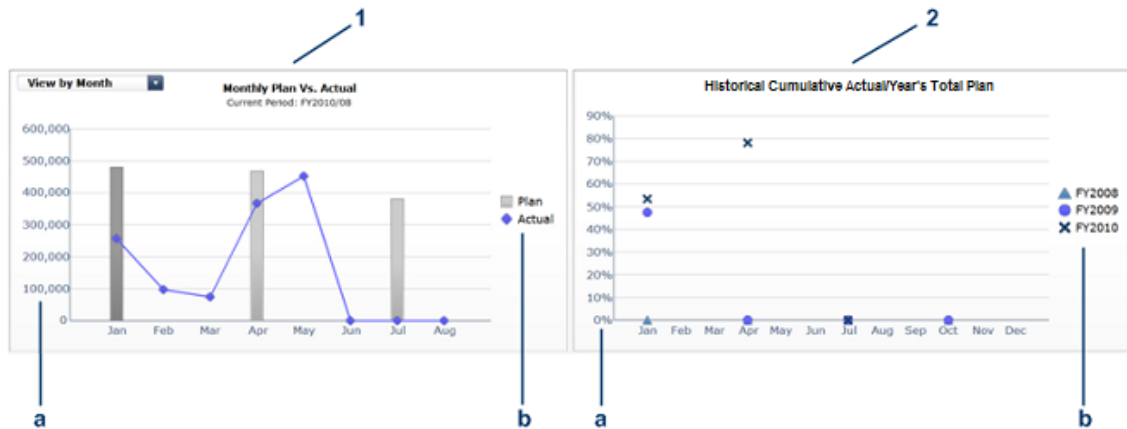 1
2
View by Month
Monthly Plan Vs. Actual
Current Period: FY2010/08
600,000
500,000
400,000
300,000
200,000
100,000
0
Jan Feb Mar Apr May Jun Jul Aug
Plan
Actual
Historical Cumulative Actual/Year's Total Plan
90%
80%
70%
60%
50%
40%
30%
20%
10%
0%
Jan Feb Mar Apr May Jun Jul Aug Sep Oct Nov Dec
FY2008
FY2009
FY2010
a
b
a
b